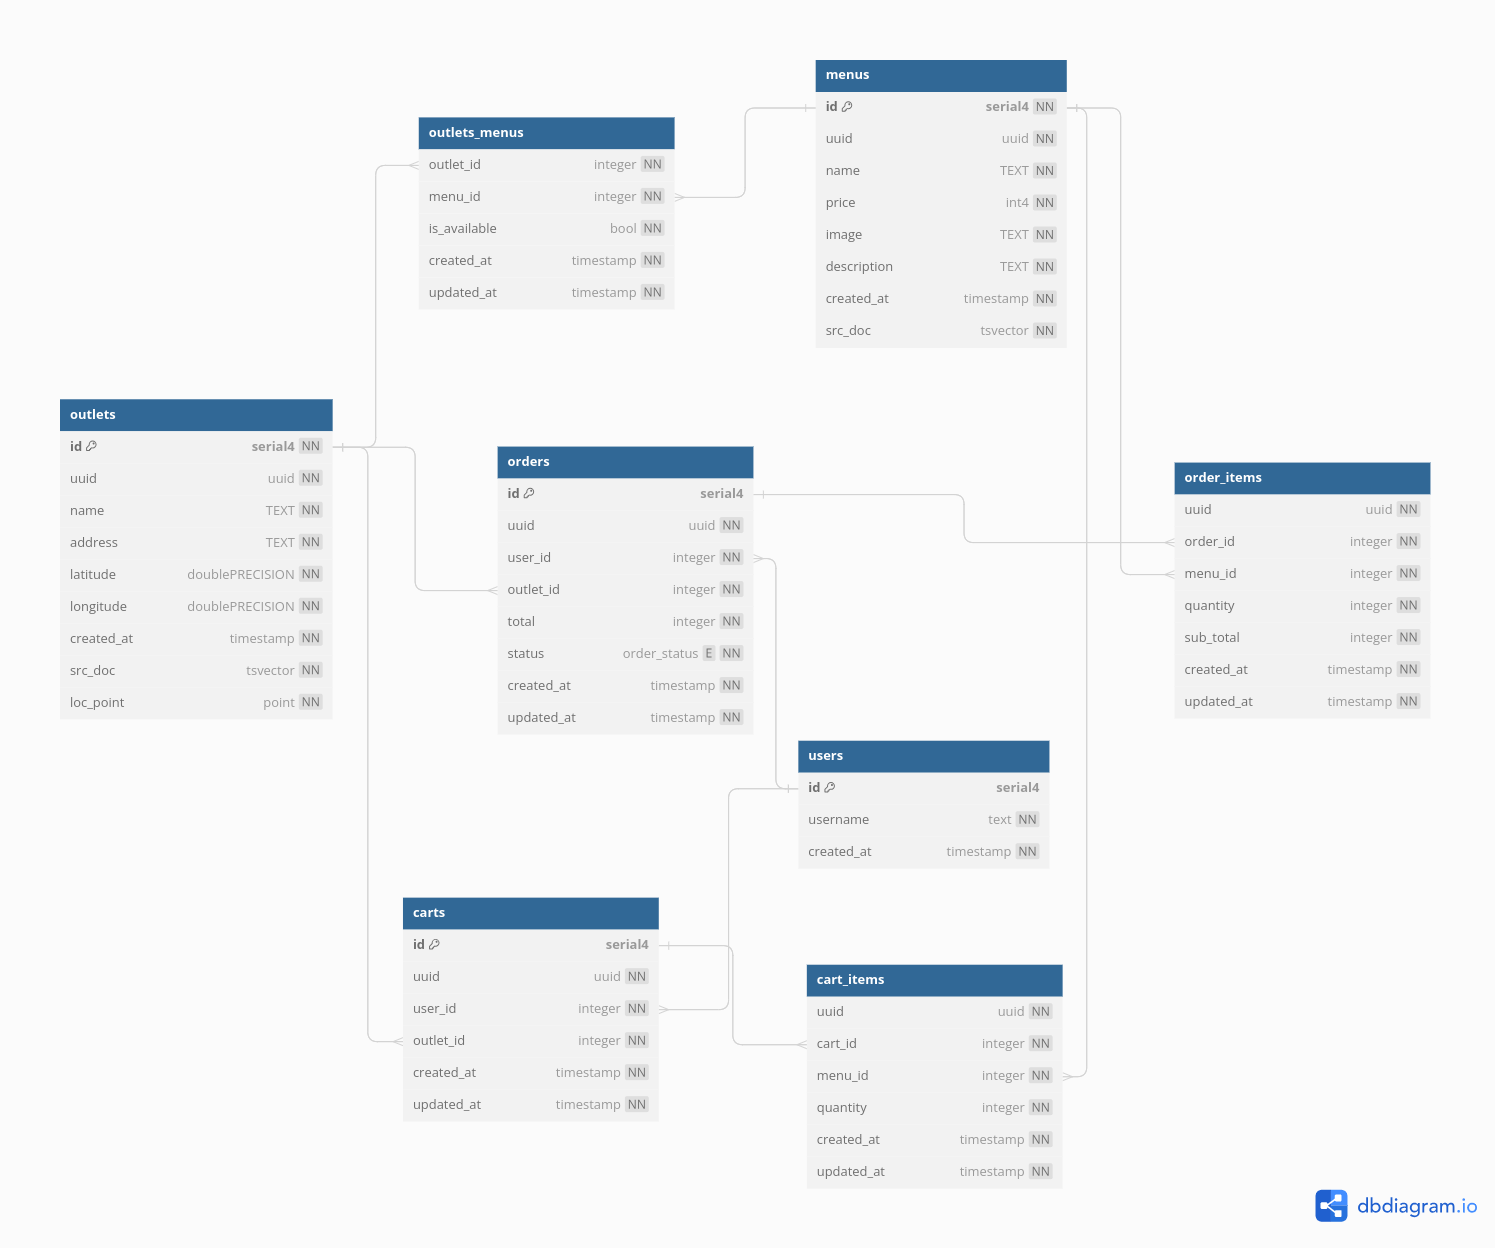 menus
id serial4 NN
uuid uuid NN
name TEXT NN
price int4 NN
image TEXT NN
description TEXT NN
created_at timestamp NN
src_doc tsvector NN
outlets_menus
outlet_id integer NN
menu_id integer NN
is_available bool NN
created_at timestamp NN
updated_at timestamp NN
outlets
id serial4 NN
uuid uuid NN
name TEXT NN
address TEXT NN
latitude doublePRECISION NN
longitude doublePRECISION NN
created_at timestamp NN
src_doc tsvector NN
loc_point point NN
orders
id serial4
uuid uuid NN
user_id integer NN
outlet_id integer NN
total integer NN
status order_status E NN
created_at timestamp NN
updated_at timestamp NN
order_items
uuid uuid NN
order_id integer NN
menu_id integer NN
quantity integer NN
sub_total integer NN
created_at timestamp NN
updated_at timestamp NN
users
id serial4
username text NN
created_at timestamp NN
carts
id serial4
uuid uuid NN
user_id integer NN
outlet_id integer NN
created_at timestamp NN
updated_at timestamp NN
cart_items
uuid uuid NN
cart_id integer NN
menu_id integer NN
quantity integer NN
created_at timestamp NN
updated_at timestamp NN
dbdiagram.io